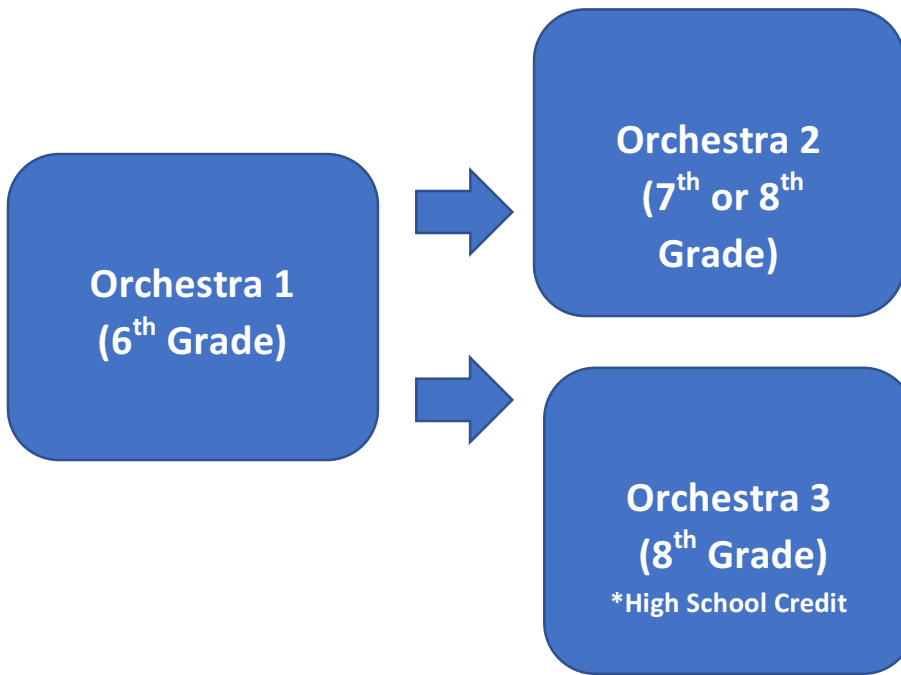 Orchestra 1
(6th Grade)
Orchestra 2
(7th or 8th
Grade)
Orchestra 3
(8th Grade)
*High School Credit